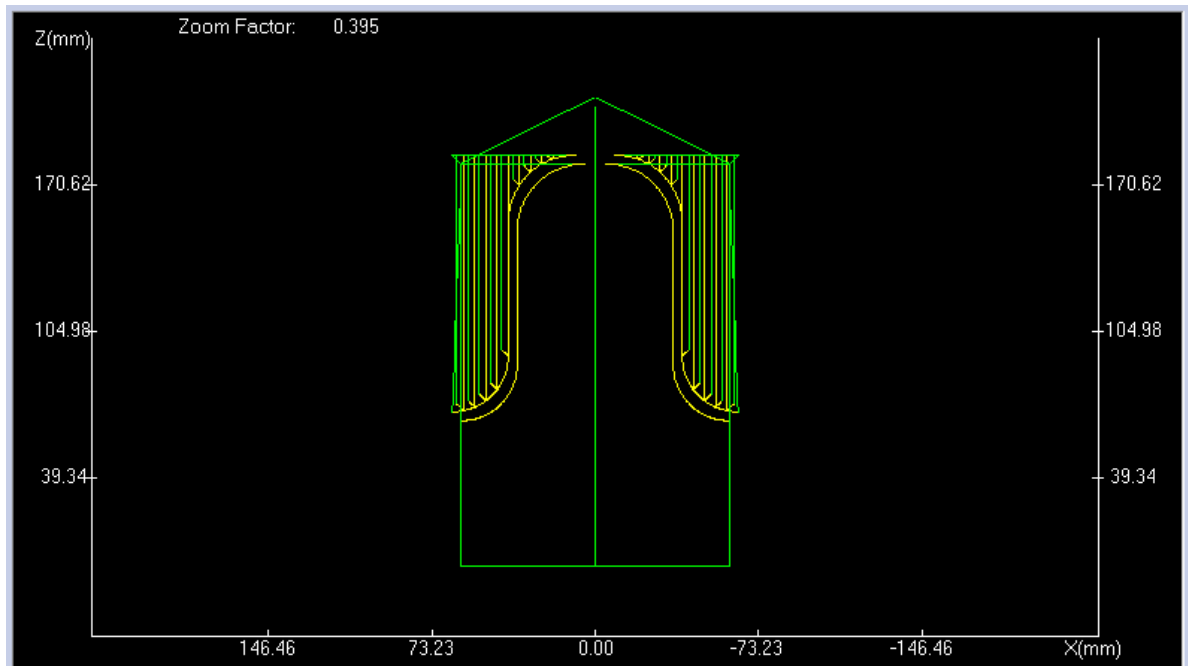 Zoom Factor: 0.395
Z(mm)
170.62 170.62
104.98 104.98
39.34 39.34
146.46 73.23 0.00 -73.23 -146.46 X(mm)